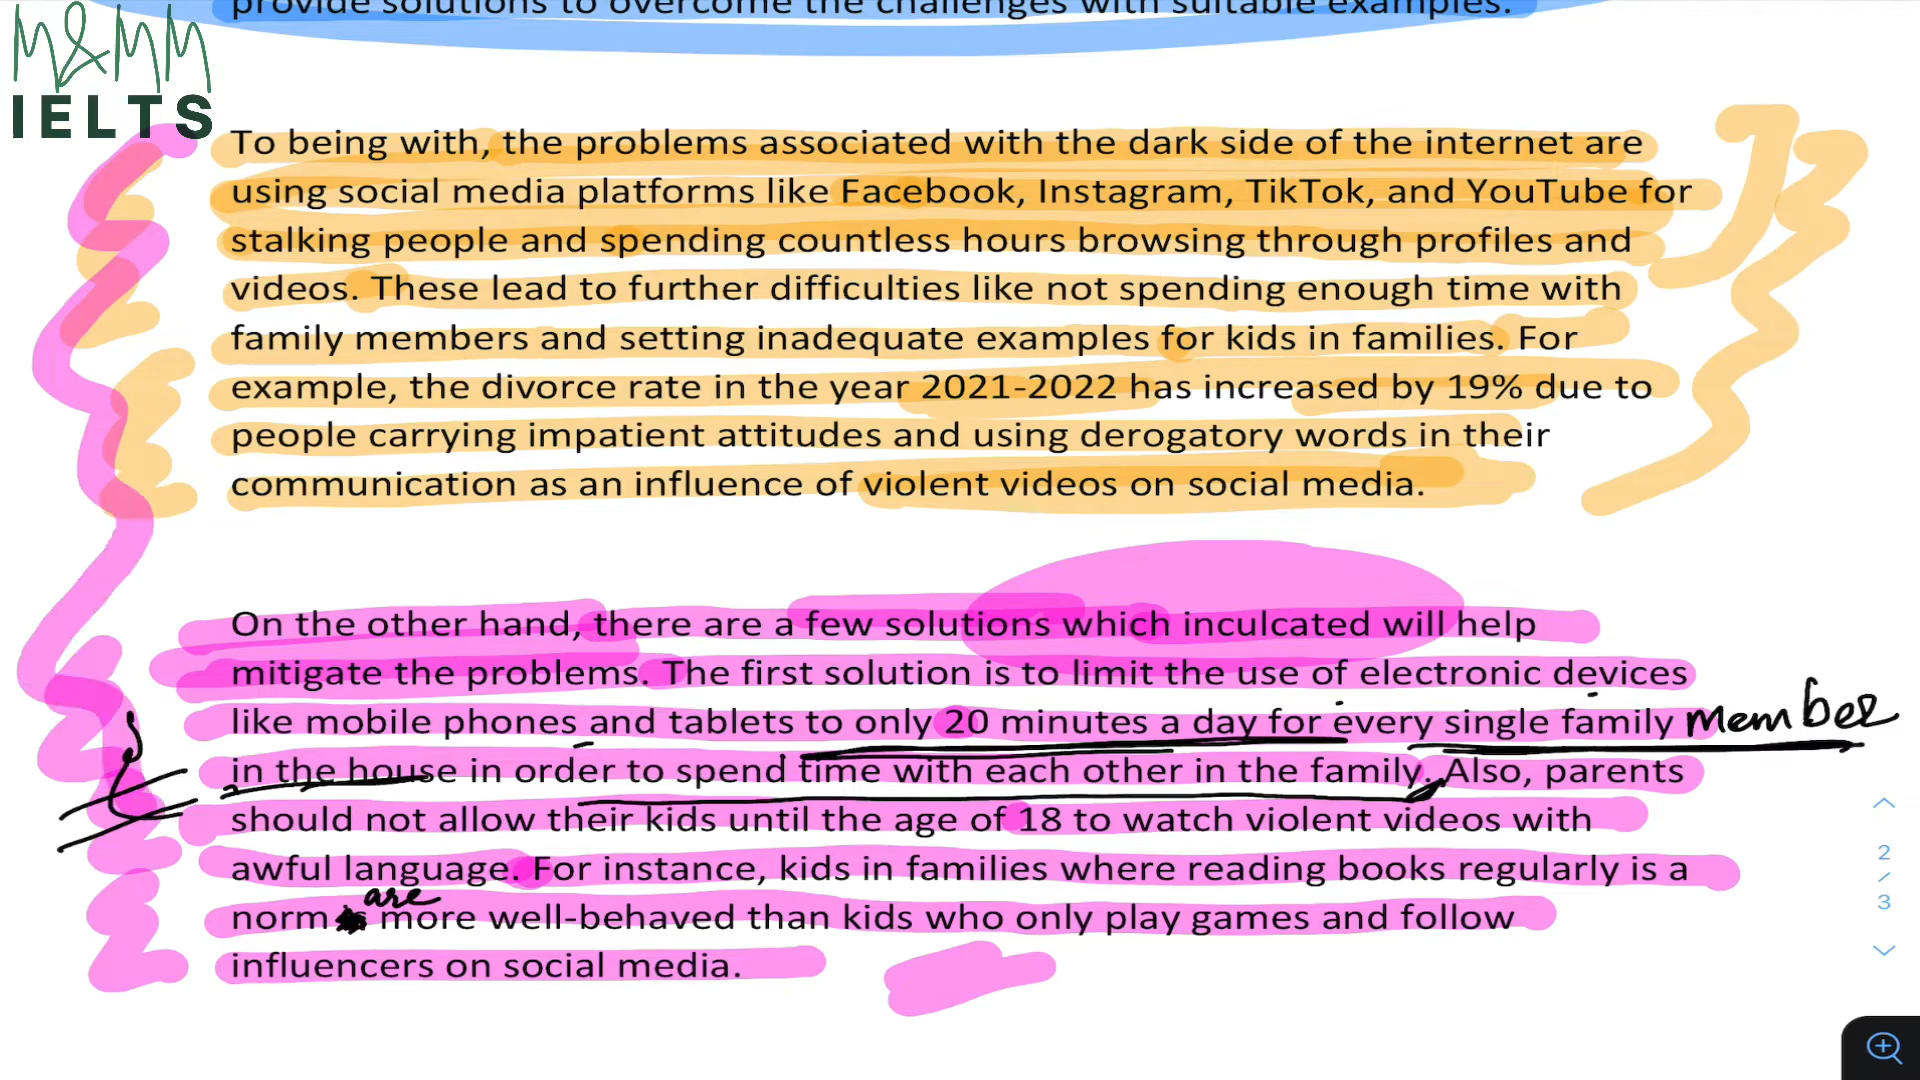 provide solutions to overcome the challenges with suitable examples.
M&MM
IELTS
To being with, the problems associated with the dark side of the internet are
using social media platforms like Facebook, Instagram, TikTok, and YouTube for
stalking people and spending countless hours browsing through profiles and
videos. These lead to further difficulties like not spending enough time with
family members and setting inadequate examples for kids in families. For
example, the divorce rate in the year 2021-2022 has increased by 19% due to
people carrying impatient attitudes and using derogatory words in their
communication as an influence of violent videos on social media.
On the other hand, there are a few solutions which inculcated will help
mitigate the problems. The first solution is to limit the use of electronic devices
like mobile phones and tablets to only 20 minutes a day for every single family member
in the house in order to spend time with each other in the family. Also, parents
should not allow their kids until the age of 18 to watch violent videos with
awful language. For instance, kids in families where reading books regularly is a
are
norm more well-behaved than kids who only play games and follow
influencers on social media.
2
/
3